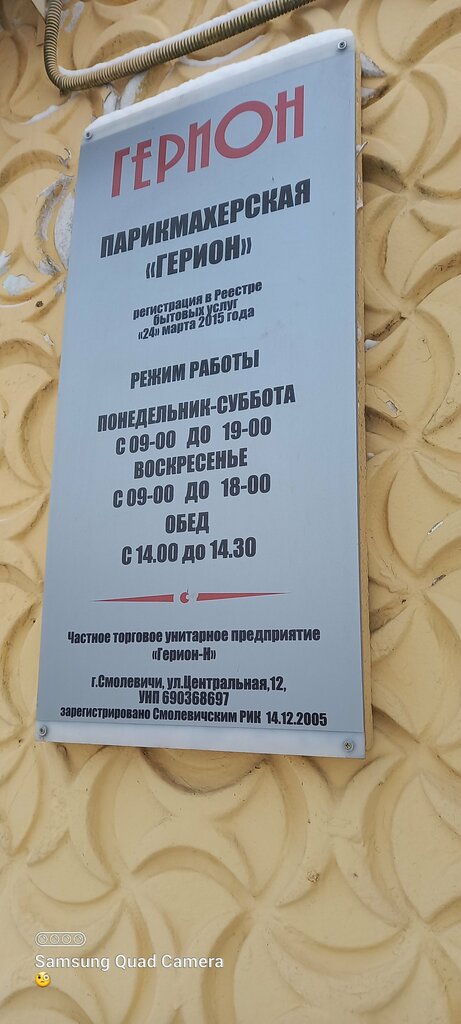 ГЕРИОН
ПАРИКМАХЕРСКАЯ
«ГЕРИОН»
регистрация в Реестре
бытовых услуг
«24» марта 2015 года
РЕЖИМ РАБОТЫ
ПОНЕДЕЛЬНИК-СУББОТА
С 09-00 ДО 19-00
ВОСКРЕСЕНЬЕ
С 09-00 ДО 18-00
ОБЕД
С 14.00 до 14.30
Частное торговое унитарное предприятие
«Герион-Н»
г.Смолевичи, ул.Центральная,12,
УНП 690368697
зарегистрировано Смолевичским РИК 14.12.2005
Samsung Quad Camera